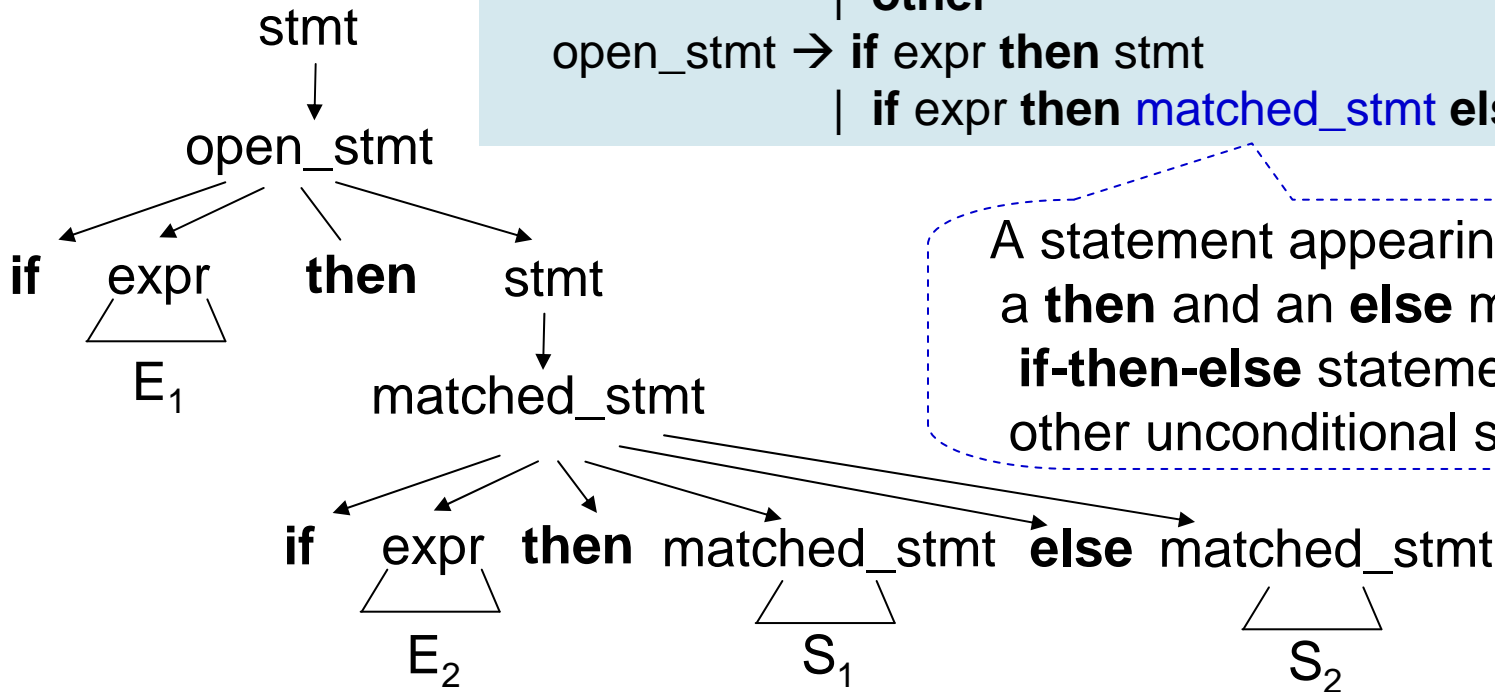 | other
stmt
open_stmt → if expr then stmt
| if expr then matched_stmt els
open_stmt
A statement appearin
if expr then stmt
a then and an else m
if-then-else stateme
E₁
matched_stmt
other unconditional s
if expr then matched_stmt else matched_stmt
E₂ S₁ S₂